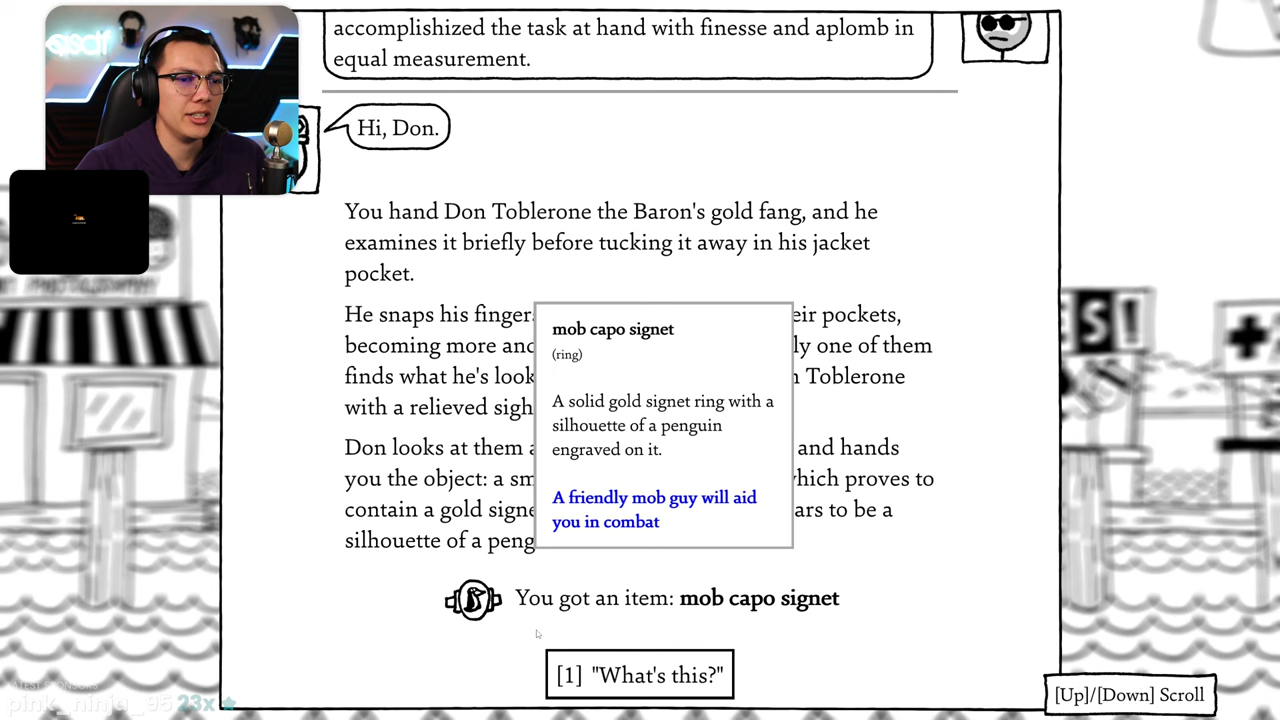 accomplishized the task at hand with finesse and aplomb in
equal measurement.
Hi, Don.
You hand Don Toblerone the Baron's gold fang, and he
examines it briefly before tucking it away in his jacket
pocket.
He snaps his finger eir pockets,
becoming more and ly one of them
finds what he's look Toblerone
with a relieved sigh
Don looks at them and hands
you the object: a sm which proves to
contain a gold signe ars to be a
silhouette of a peng
mob capo signet
(ring)
A solid gold signet ring with a
silhouette of a penguin
engraved on it.
A friendly mob guy will aid
you in combat
You got an item: mob capo signet
[1] "What's this?"
[Up]/[Down] Scroll
LATEST SPONSORS
pink_ninja_95 23x
S!